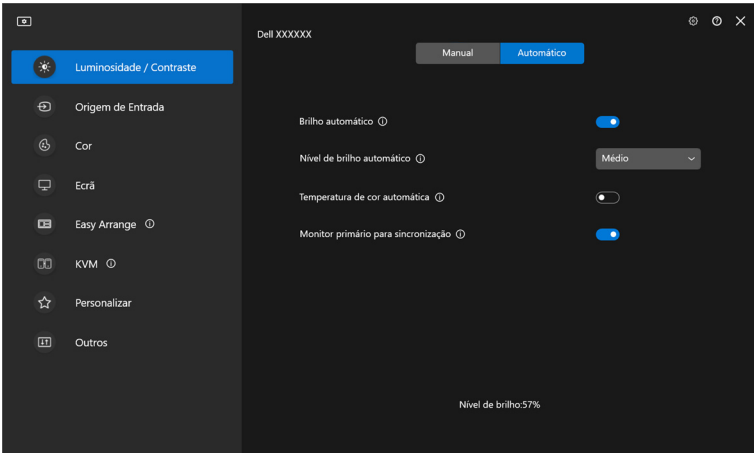 Dell XXXXXX
Manual
Automático
Luminosidade / Contraste
Origem de Entrada
Cor
Ecrã
Easy Arrange
KVM
Personalizar
Outros
Brilho automático
Nível de brilho automático
Médio
Temperatura de cor automática
Monitor primário para sincronização
Nível de brilho:57%